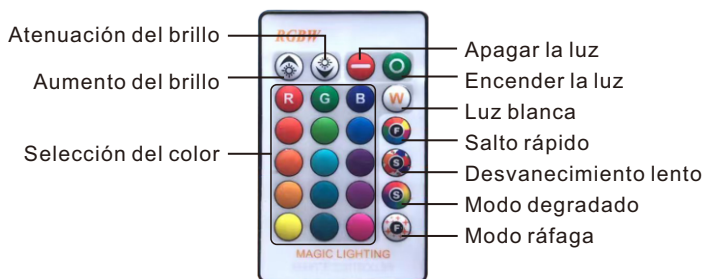 Atenuación del brillo
Aumento del brillo
Selección del color
RGBW
R G B W
F
S
S
F
MAGIC LIGHTING
Apagar la luz
Encender la luz
Luz blanca
Salto rápido
Desvanecimiento lento
Modo degradado
Modo ráfaga